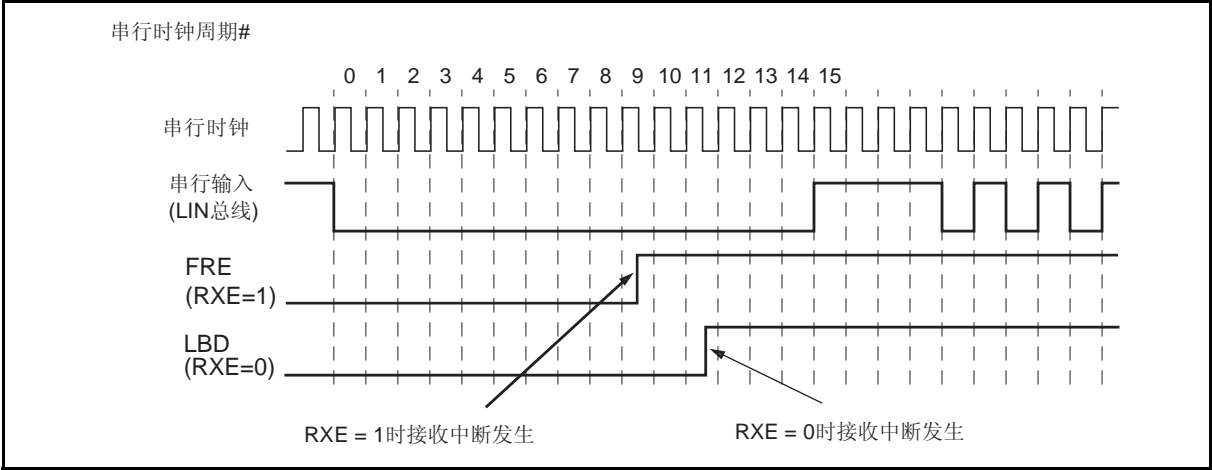 串行时钟周期#
0 1 2 3 4 5 6 7 8 9 10 11 12 13 14 15
串行时钟
串行输入
(LIN总线)
FRE
(RXE=1)
LBD
(RXE=0)
RXE = 1时接收中断发生
RXE = 0时接收中断发生